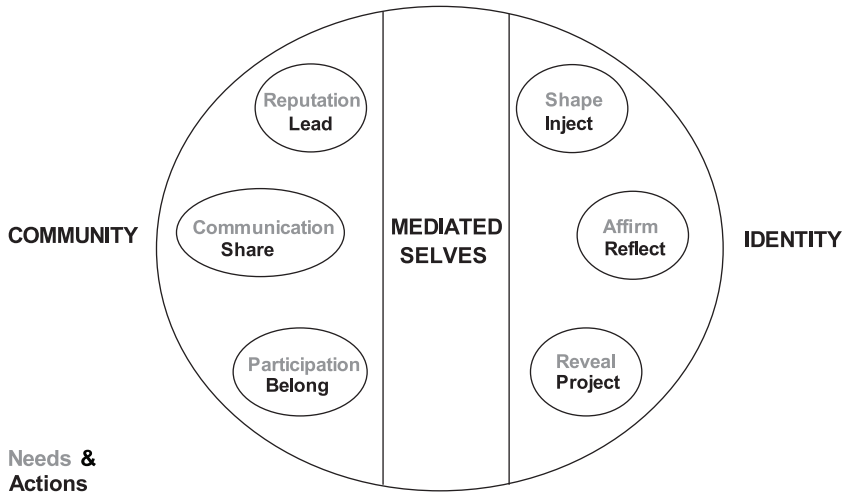 Reputation
Lead
Shape
Inject
COMMUNITY
Communication
Share
MEDIATED
SELVES
Affirm
Reflect
IDENTITY
Participation
Belong
Reveal
Project
Needs &
Actions